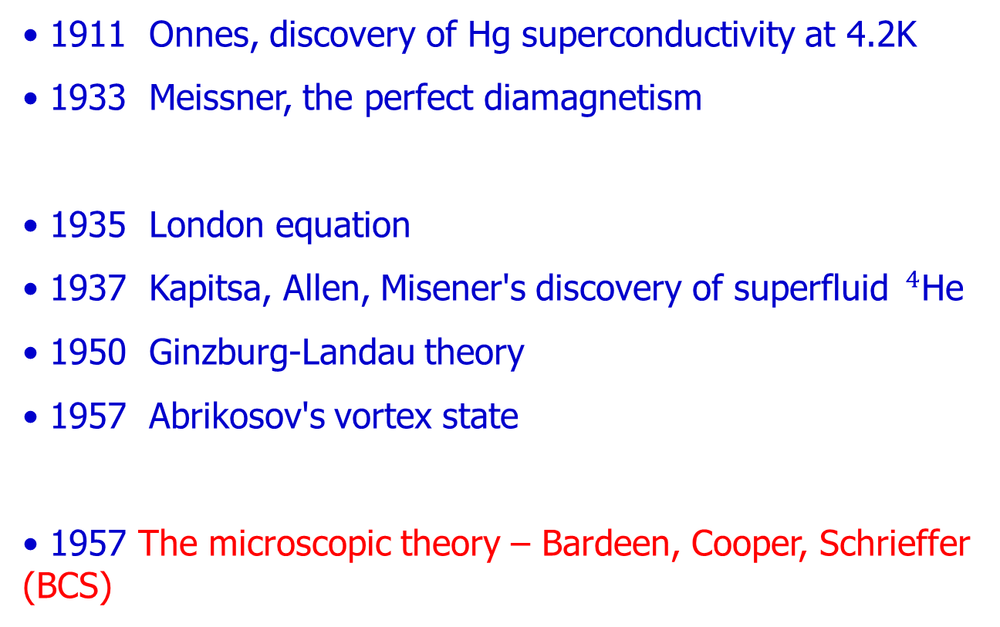 • 1911 Onnes, discovery of Hg superconductivity at 4.2K
• 1933 Meissner, the perfect diamagnetism
• 1935 London equation
• 1937 Kapitsa, Allen, Misener's discovery of superfluid ⁴He
• 1950 Ginzburg-Landau theory
• 1957 Abrikosov's vortex state
• 1957 The microscopic theory – Bardeen, Cooper, Schrieffer
(BCS)